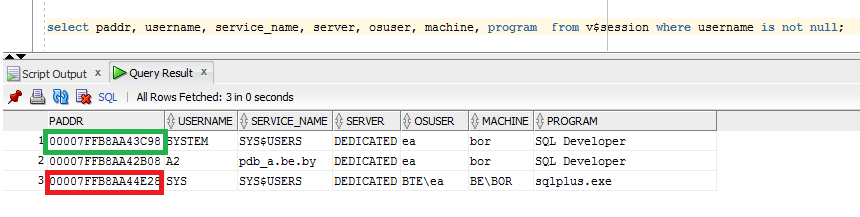 select paddr, username, service_name, server, osuser, machine, program  from v$session where username is not null;
Script Output x Query Result x
SQL | All Rows Fetched: 3 in 0 seconds
PADDR USERNAME SERVICE_NAME SERVER OSUSER MACHINE PROGRAM
1 00007FFB8AA43C98 SYSTEM SYS$USERS DEDICATED ea bor SQL Developer
2 00007FFB8AA42B08 A2 pdb_a.be.by DEDICATED ea bor SQL Developer
3 00007FFB8AA44E28 SYS SYS$USERS DEDICATED BTE\ea BE\BOR sqlplus.exe